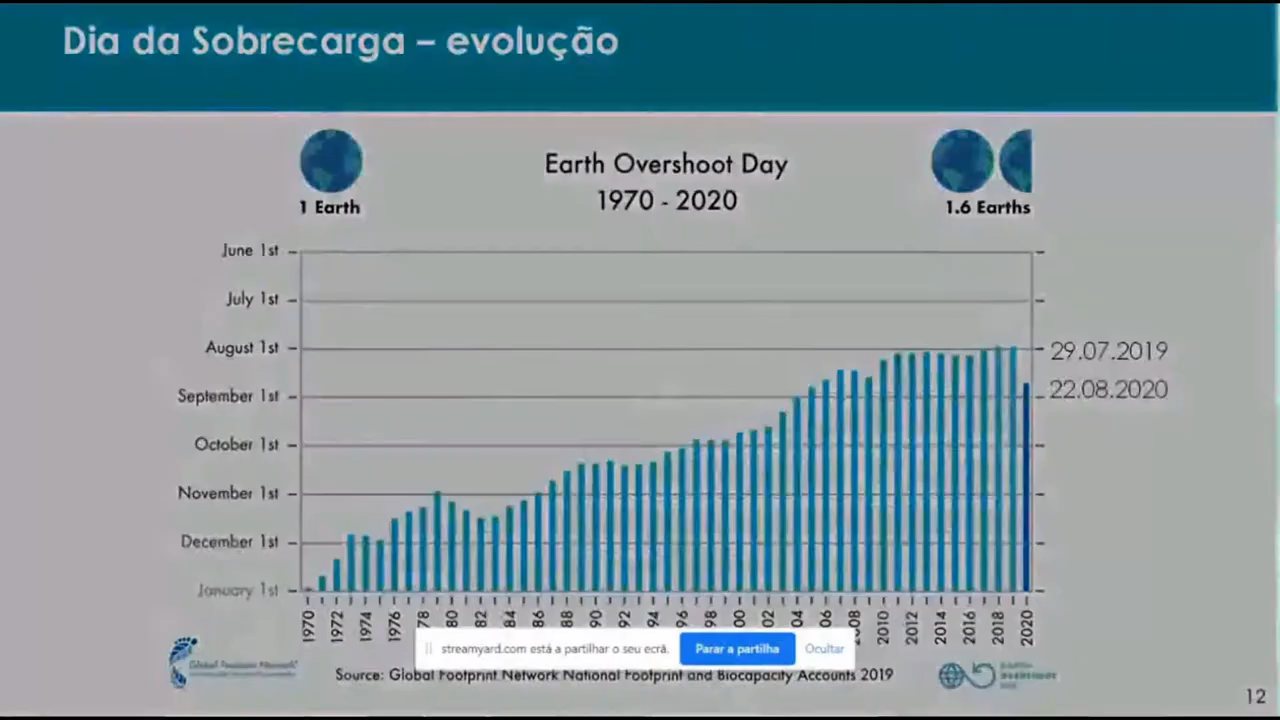 Dia da Sobrecarga – evolução
1 Earth
Earth Overshoot Day
1970 - 2020
1.6 Earths
June 1st
July 1st
August 1st
September 1st
October 1st
November 1st
December 1st
January 1st
29.07.2019
22.08.2020
1970 1972 1974 1976 78 80 82 84 86 88 90 92 94 96 98 00 02 04 06 2008 2010 2012 2014 2016 2018 2020
streamyard.com está a partilhar o seu ecrã.
Parar a partilha
Ocultar
Global Footprint Network
Source: Global Footprint Network National Footprint and Biocapacity Accounts 2019
12